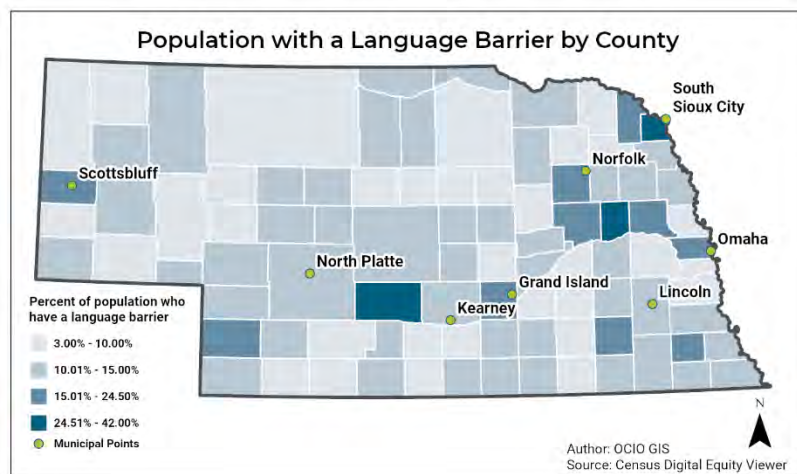 Population with a Language Barrier by County
South
Sioux City
Norfolk
Scottsbluff
Omaha
North Platte
Grand Island
Lincoln
Kearney
Percent of population who
have a language barrier
3.00% - 10.00%
10.01% - 15.00%
15.01% - 24.50%
24.51% - 42.00%
Municipal Points
N
Author: OCIO GIS
Source: Census Digital Equity Viewer